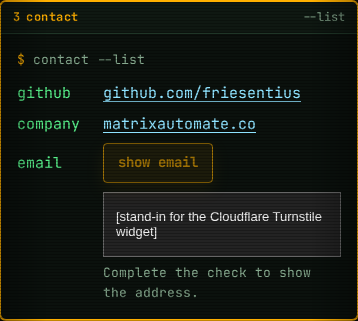 3 contact --list
$ contact --list
github github.com/friesentius
company matrixautomate.co
email show email
[stand-in for the Cloudflare Turnstile
widget]
Complete the check to show
the address.